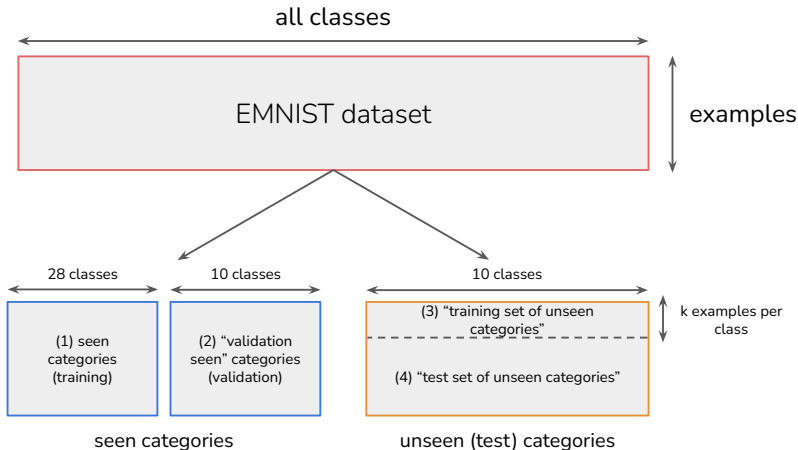 all classes
EMNIST dataset
examples
28 classes
10 classes
10 classes
(1) seen
categories
(training)
(2) “validation
seen” categories
(validation)
(3) “training set of unseen
categories”
k examples per
class
(4) “test set of unseen categories”
seen categories
unseen (test) categories